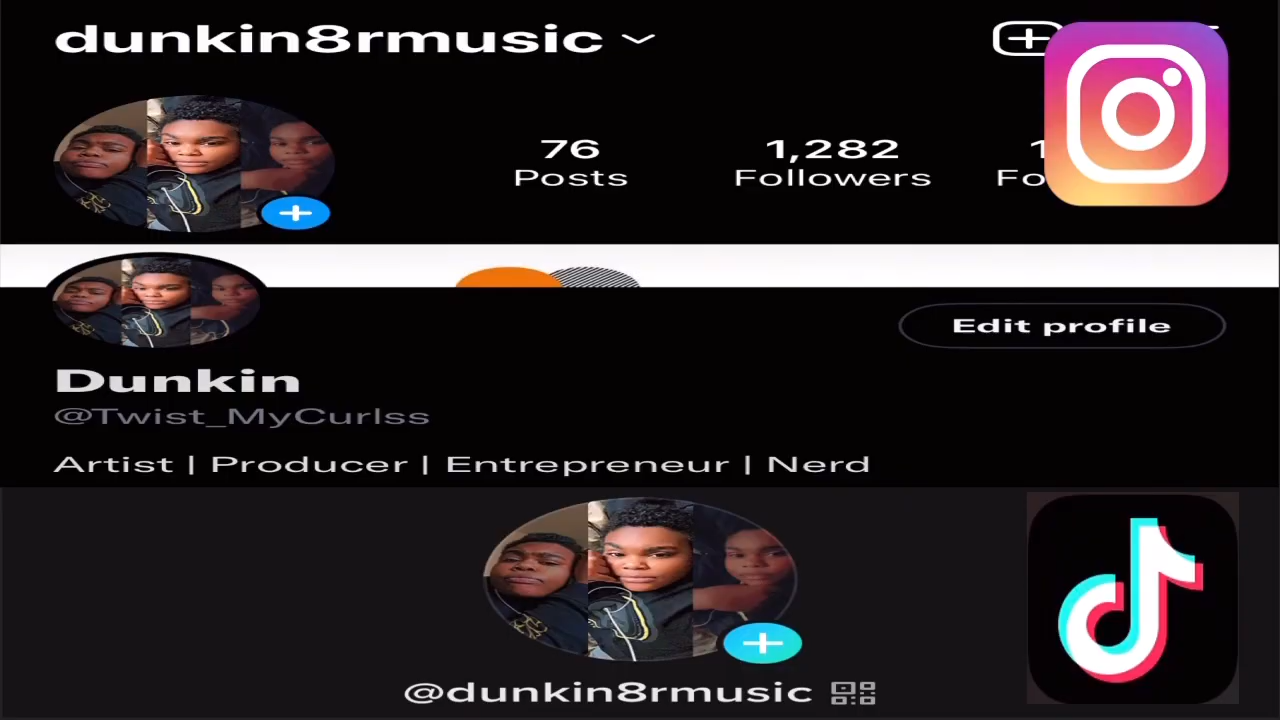 dunkin8rmusic
76 1,282
Posts Followers
Edit profile
Dunkin
@Twist_MyCurlss
Artist | Producer | Entrepreneur | Nerd
@dunkin8rmusic